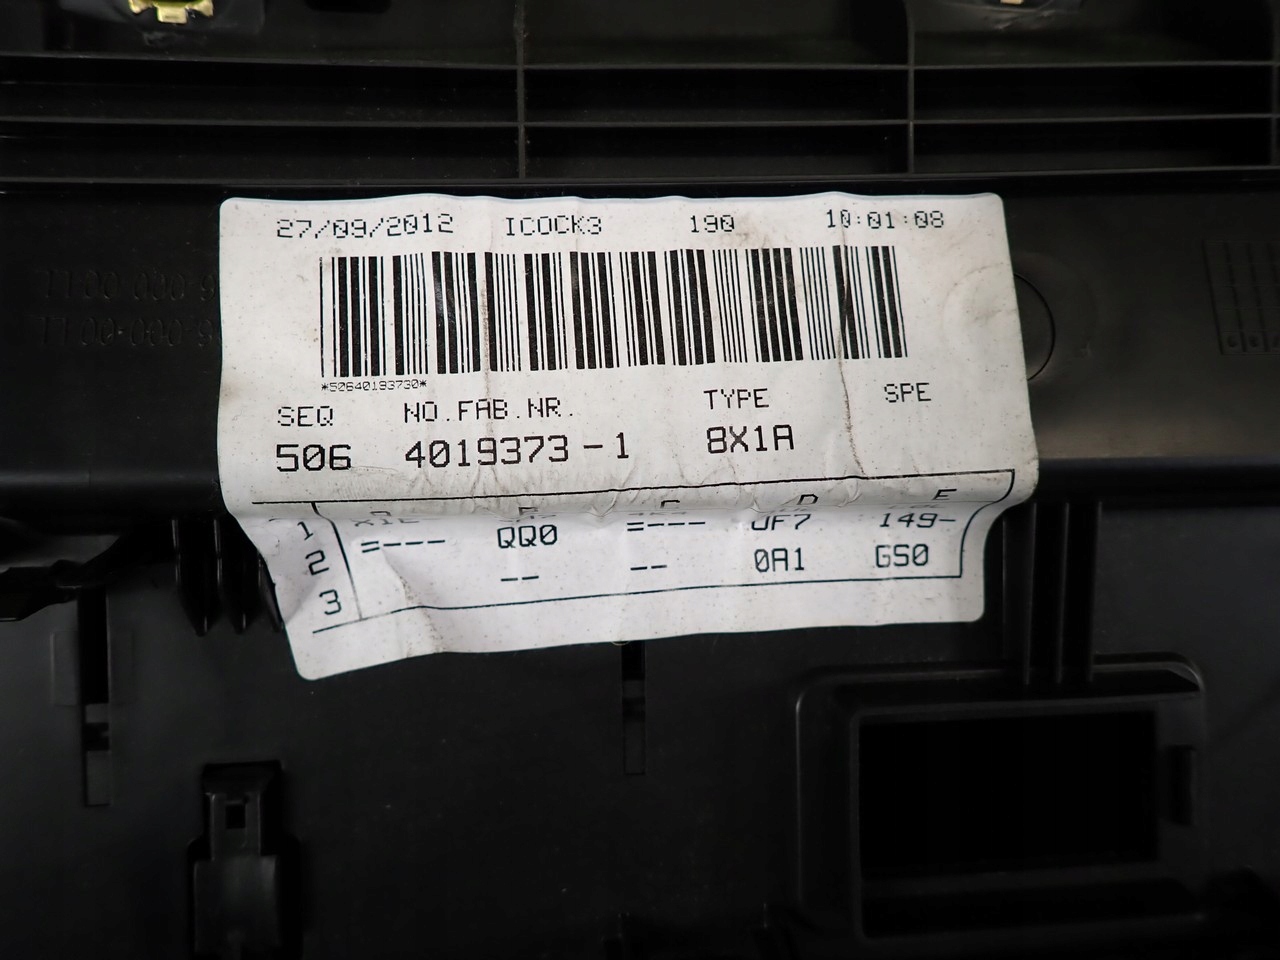 27/09/2012 ICOCK3 190 10:01:08
*50640193730*
SEQ NO.FAB.NR. TYPE SPE
506 4019373-1 8X1A
D E
1 =--- JF7 149-
2 =--- QQ0 0A1 GS0
3 -- --